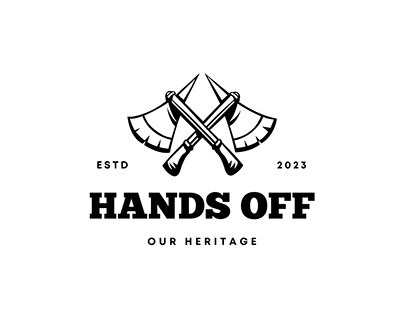 ESTD 2023
HANDS OFF
OUR HERITAGE